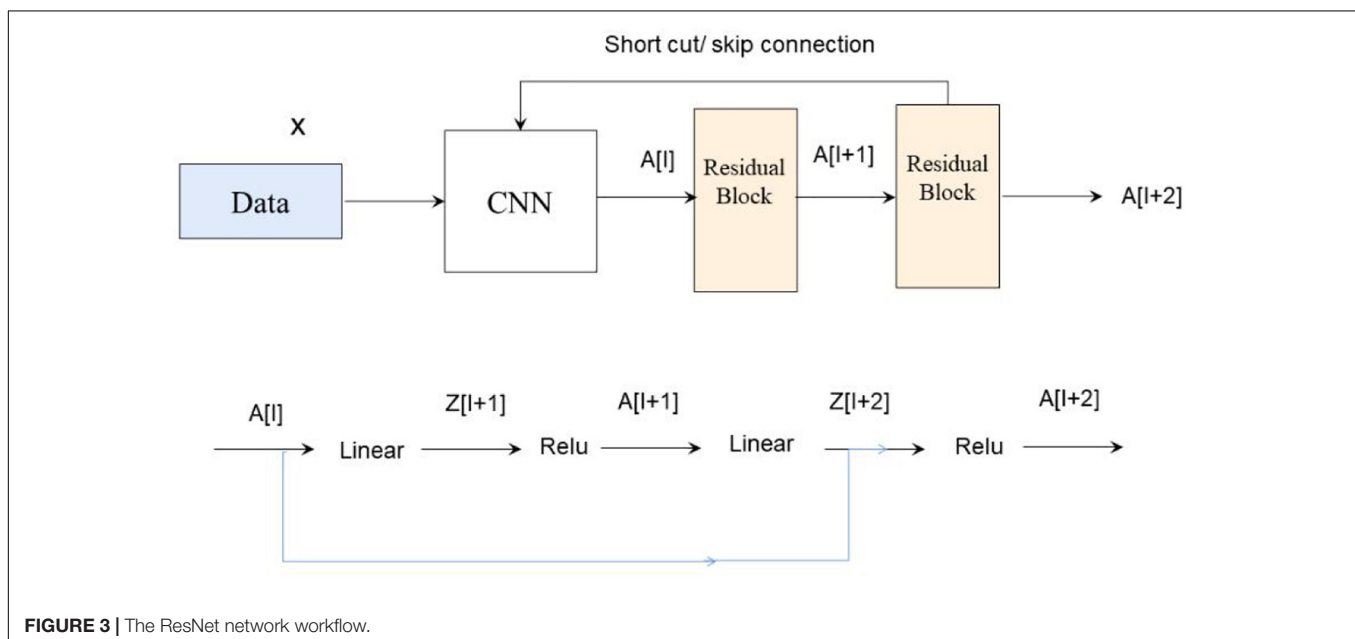 Short cut/ skip connection
X
Data
CNN
A[I]
Residual
Block
A[I+1]
Residual
Block
A[I+2]
A[I]
Linear
Z[I+1]
Relu
A[I+1]
Linear
Z[I+2]
Relu
A[I+2]
FIGURE 3 | The ResNet network workflow.